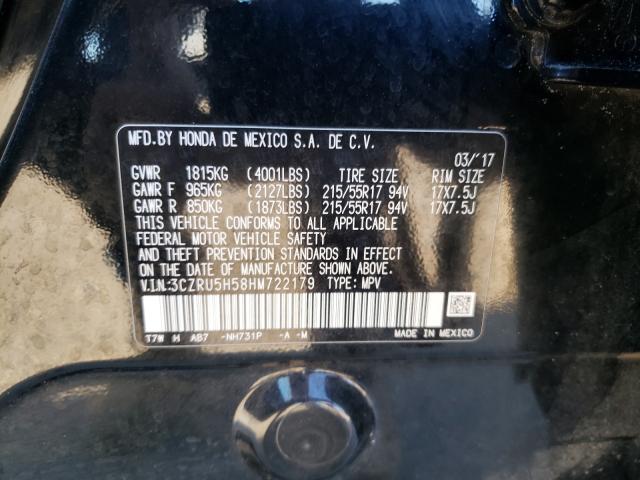 MFD.BY HONDA DE MEXICO S.A. DE C.V.
03/'17
GVWR 1815KG (4001LBS) TIRE SIZE RIM SIZE
GAWR F 965KG (2127LBS) 215/55R17 94V 17X7.5J
GAWR R 850KG (1873LBS) 215/55R17 94V 17X7.5J
THIS VEHICLE CONFORMS TO ALL APPLICABLE
FEDERAL MOTOR VEHICLE SAFETY
AND THEFT PREVENTION STANDARDS IN EFFECT
ON THE DATE OF MANUFACTURE SHOWN ABOVE.
V.I.N.:3CZRU5H58HM722179 TYPE: MPV
T7W H AB7 -NH731P -A -M MADE IN MEXICO